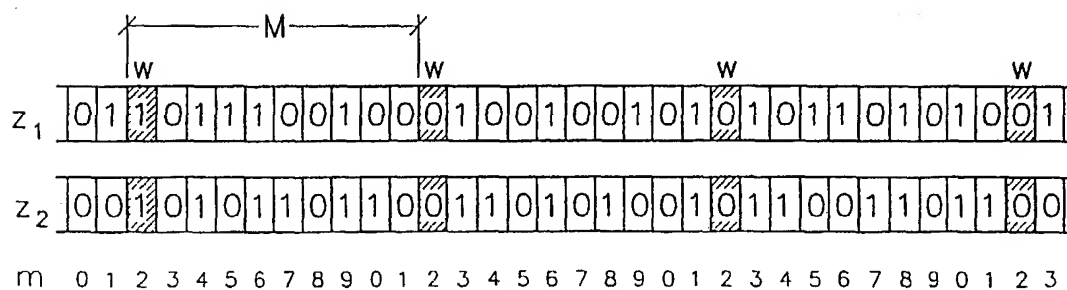 M
w w w w
z1 0 1 1 0 1 1 1 0 0 1 0 0 0 1 0 0 1 0 0 1 0 1 0 1 0 1 1 0 1 0 1 0 0 1
z2 0 0 1 0 1 0 1 1 0 1 1 0 0 1 1 0 1 0 1 0 0 1 0 1 1 0 0 1 1 0 1 1 0 0
m 0 1 2 3 4 5 6 7 8 9 0 1 2 3 4 5 6 7 8 9 0 1 2 3 4 5 6 7 8 9 0 1 2 3